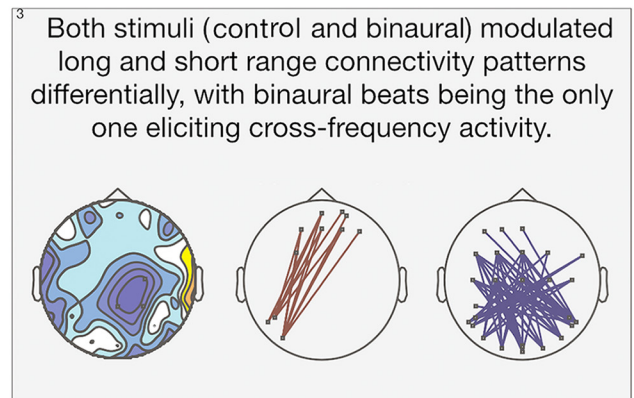 3
Both stimuli (control and binaural) modulated
long and short range connectivity patterns
differentially, with binaural beats being the only
one eliciting cross-frequency activity.